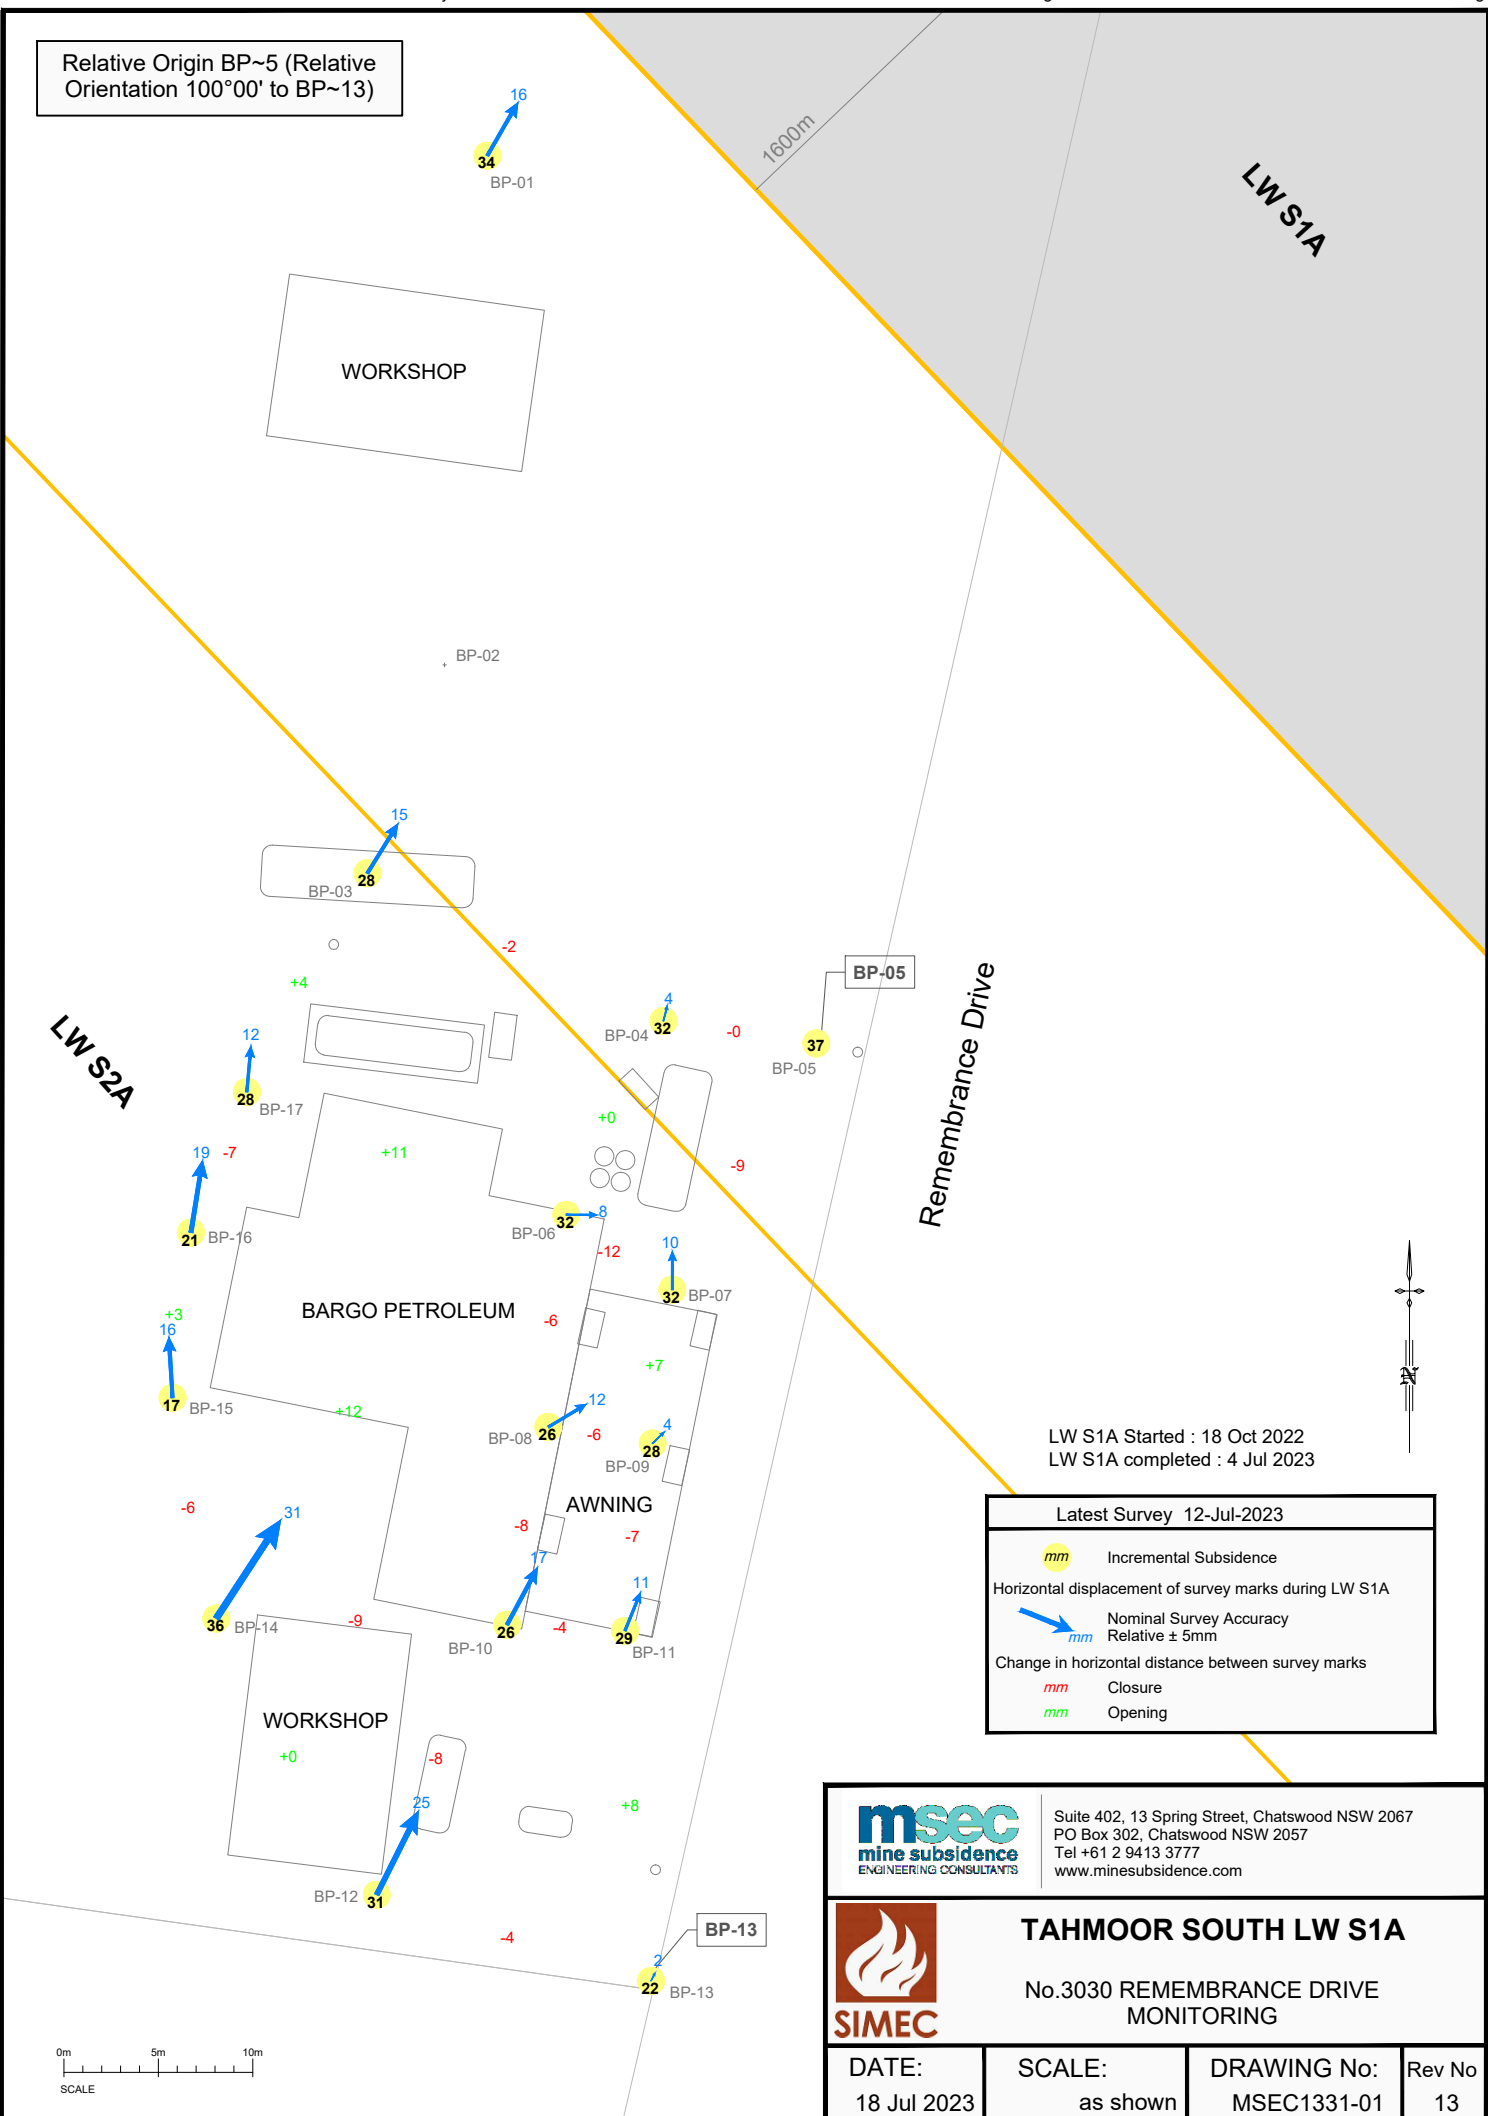 Relative Origin BP~5 (Relative
Orientation 100°00' to BP~13)
16
34
BP-01
1600m
LW S1A
WORKSHOP
BP-02
15
28
BP-03
-2
+4
BP-05
4
32
BP-04
-0
37
BP-05
Remembrance Drive
LW S2A
12
28
BP-17
+0
19
-7
+11
-9
21
BP-16
8
32
BP-06
-12
10
32
BP-07
BARGO PETROLEUM
+3
16
-6
+7
17
BP-15
+12
12
26
BP-08
-6
4
28
BP-09
LW S1A Started : 18 Oct 2022
LW S1A completed : 4 Jul 2023
N
AWNING
-6
31
-8
-7
17
11
36
BP-14
-9
26
BP-10
-4
29
BP-11
Latest Survey 12-Jul-2023
mm Incremental Subsidence
Horizontal displacement of survey marks during LW S1A
Nominal Survey Accuracy
mm Relative ± 5mm
Change in horizontal distance between survey marks
mm Closure
mm Opening
WORKSHOP
+0
-8
25
+8
BP-12
31
-4
BP-13
2
22
BP-13
0m 5m 10m
SCALE
msec
mine subsidence
ENGINEERING CONSULTANTS
Suite 402, 13 Spring Street, Chatswood NSW 2067
PO Box 302, Chatswood NSW 2057
Tel +61 2 9413 3777
www.minesubsidence.com
SIMEC
TAHMOOR SOUTH LW S1A
No.3030 REMEMBRANCE DRIVE
MONITORING
DATE:
18 Jul 2023
SCALE:
as shown
DRAWING No:
MSEC1331-01
Rev No
13